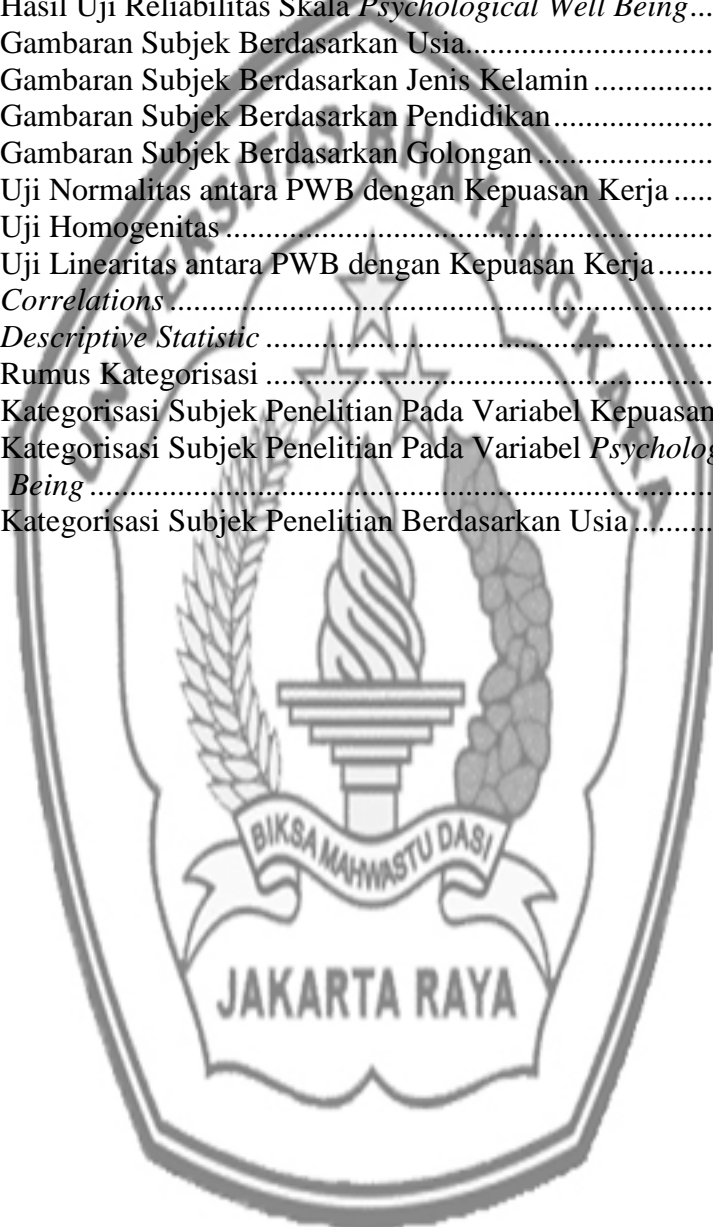 Hasil Uji Reliabilitas Skala Psychological Well Being...
Gambaran Subjek Berdasarkan Usia.......................................
Gambaran Subjek Berdasarkan Jenis Kelamin...................
Gambaran Subjek Berdasarkan Pendidikan.........................
Gambaran Subjek Berdasarkan Golongan...........................
Uji Normalitas antara PWB dengan Kepuasan Kerja.....
Uji Homogenitas....................................................................
Uji Linearitas antara PWB dengan Kepuasan Kerja.......
Correlations...........................................................................
Descriptive Statistic..............................................................
Rumus Kategorisasi..............................................................
Kategorisasi Subjek Penelitian Pada Variabel Kepuasan
Kategorisasi Subjek Penelitian Pada Variabel
Being......................................................................................
Kategorisasi Subjek Penelitian Berdasarkan Usia..........
UNIVERSITAS BHAYANGKARA
BIKSA MAHWASTU DASI
JAKARTA RAYA